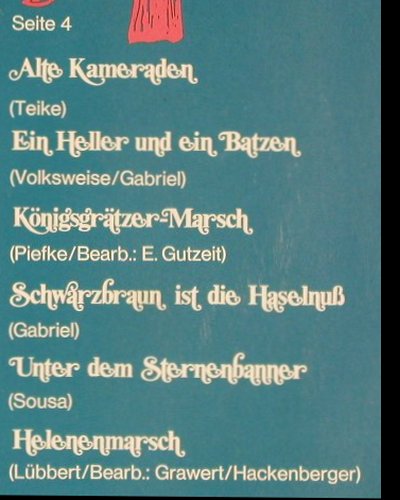 Seite 4
Alte Kameraden
(Teike)
Ein Heller und ein Batzen
(Volksweise/Gabriel)
Königsgrätzer-Marsch
(Piefke/Bearb.: E. Gutzeit)
Schwarzbraun ist die Haselnuß
(Gabriel)
Unter dem Sternenbanner
(Sousa)
Helenenmarsch
(Lübbert/Bearb.: Grawert/Hackenberger)